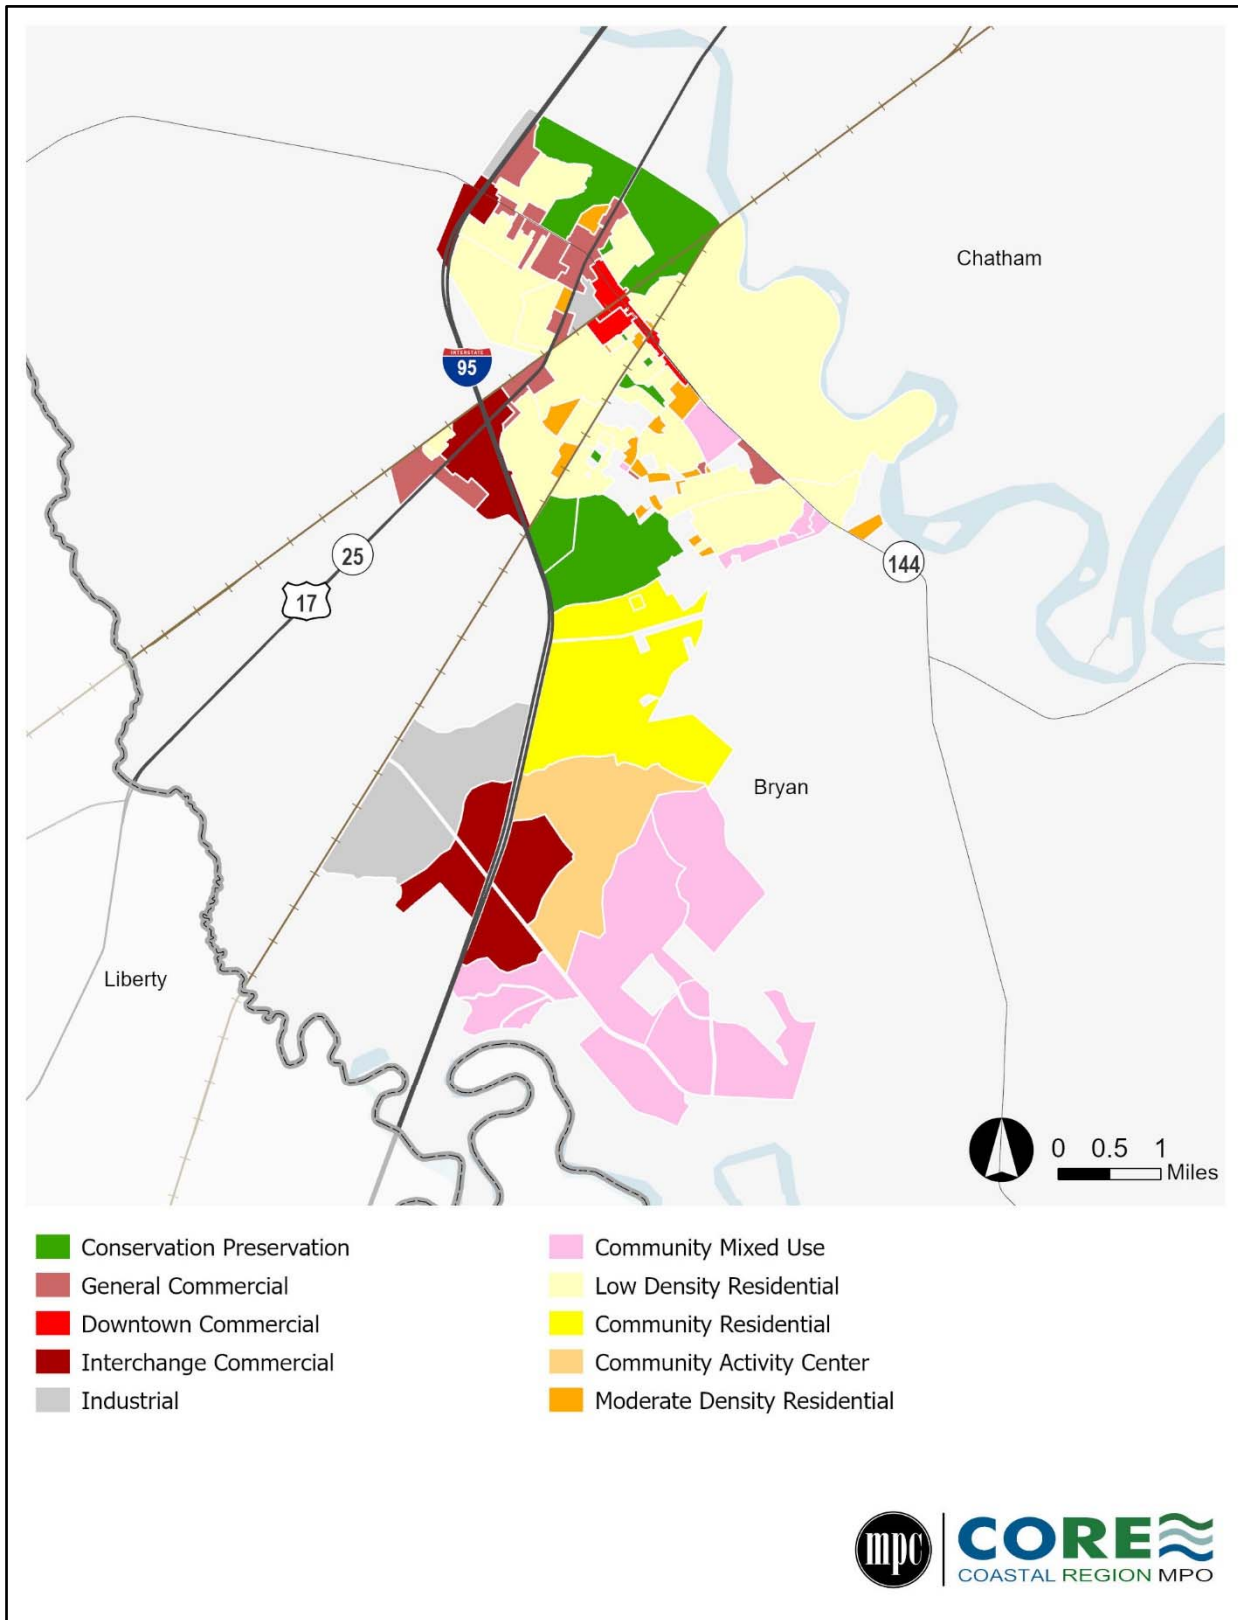 Chatham
INTERSTATE
95
25
17
144
Bryan
Liberty
0 0.5 1
Miles
Conservation Preservation
General Commercial
Downtown Commercial
Interchange Commercial
Industrial
Community Mixed Use
Low Density Residential
Community Residential
Community Activity Center
Moderate Density Residential
mpc
CORE
COASTAL REGION MPO